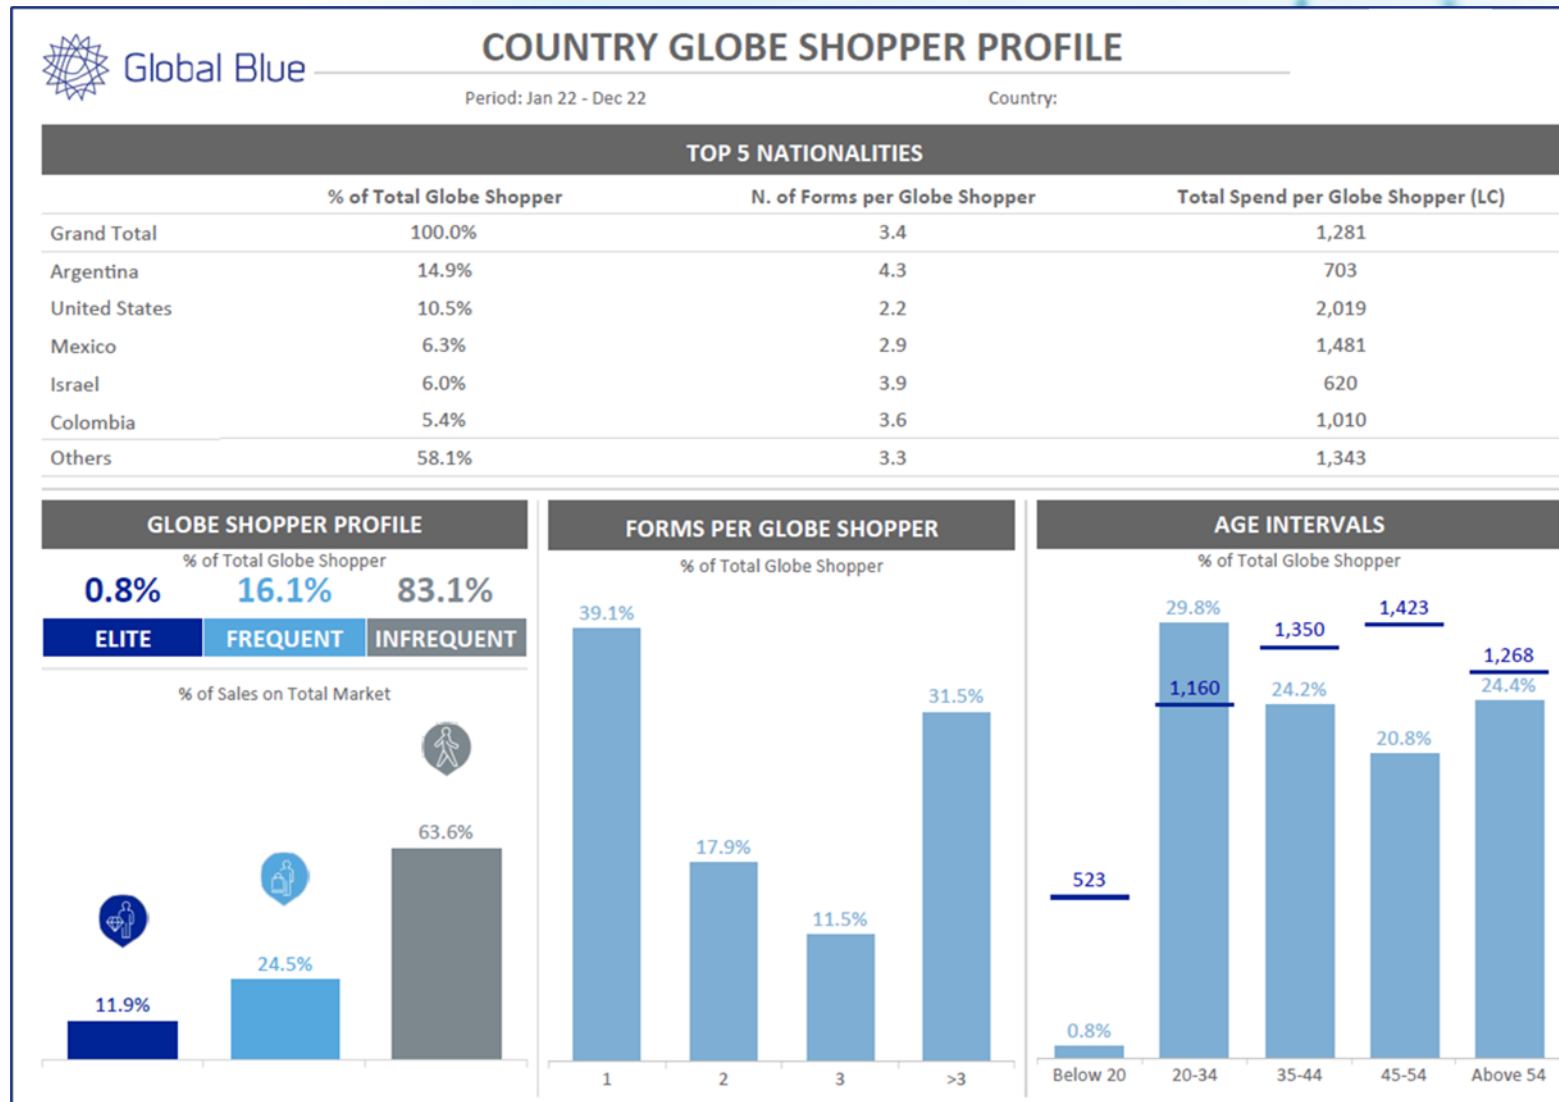 Global Blue
COUNTRY GLOBE SHOPPER PROFILE
Period: Jan 22 - Dec 22 Country:
TOP 5 NATIONALITIES
% of Total Globe Shopper N. of Forms per Globe Shopper Total Spend per Globe Shopper (LC)
Grand Total 100.0% 3.4 1,281
Argentina 14.9% 4.3 703
United States 10.5% 2.2 2,019
Mexico 6.3% 2.9 1,481
Israel 6.0% 3.9 620
Colombia 5.4% 3.6 1,010
Others 58.1% 3.3 1,343
GLOBE SHOPPER PROFILE
% of Total Globe Shopper
0.8% 16.1% 83.1%
ELITE FREQUENT INFREQUENT
% of Sales on Total Market
63.6%
24.5%
11.9%
FORMS PER GLOBE SHOPPER
% of Total Globe Shopper
39.1%
31.5%
17.9%
11.5%
1 2 3 >3
AGE INTERVALS
% of Total Globe Shopper
29.8% 1,423
1,350
1,268
1,160 24.2% 24.4%
20.8%
523
0.8%
Below 20 20-34 35-44 45-54 Above 54